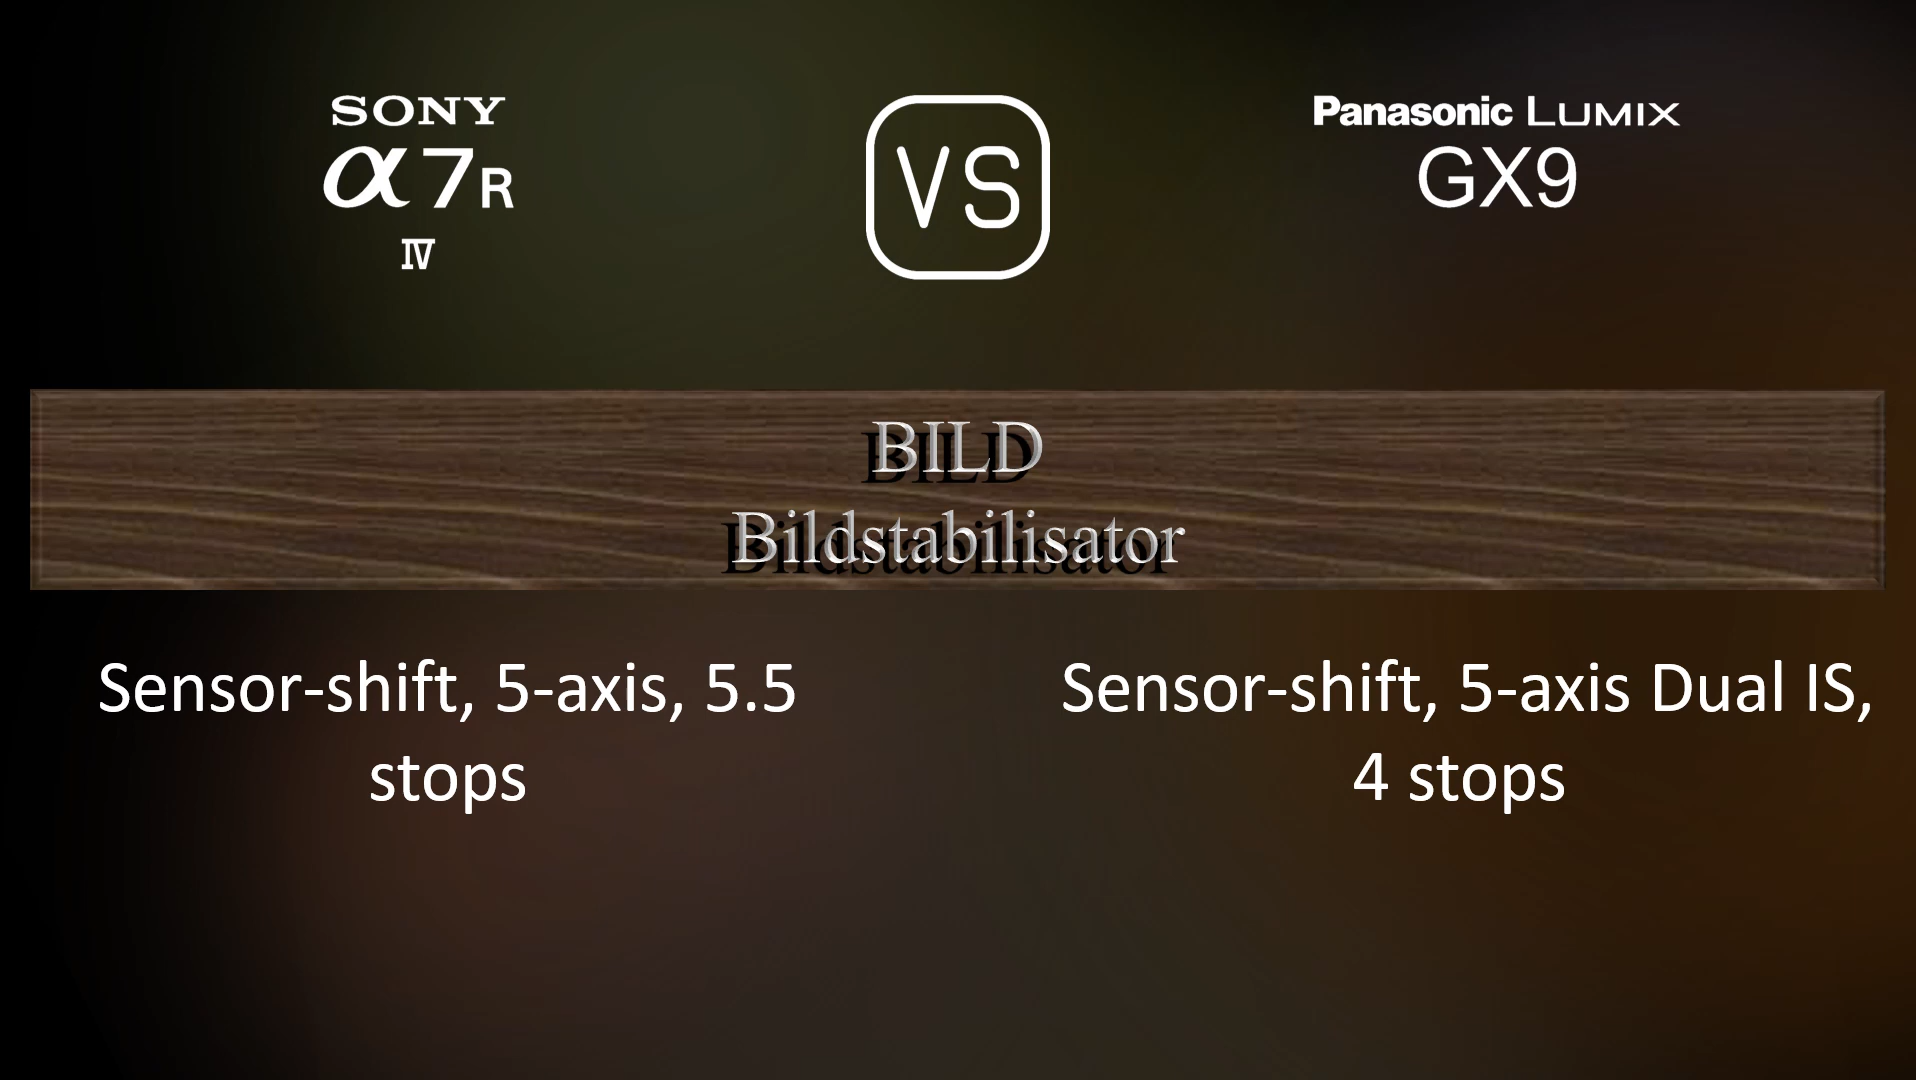 SONY
α7R
IV
VS
Panasonic LUMIX
GX9
BILD
Bildstabilisator
Sensor-shift, 5-axis, 5.5
stops
Sensor-shift, 5-axis Dual IS,
4 stops